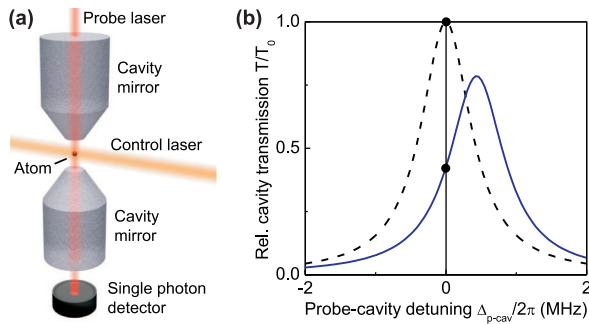 (a)
Probe laser
Cavity
mirror
Control laser
Atom
Cavity
mirror
Single photon
detector
(b)
Rel. cavity transmission T/T₀
1.0
0.5
0.0
-2
-1
0
1
2
Probe-cavity detuning Δₚ₋cav/2π (MHz)